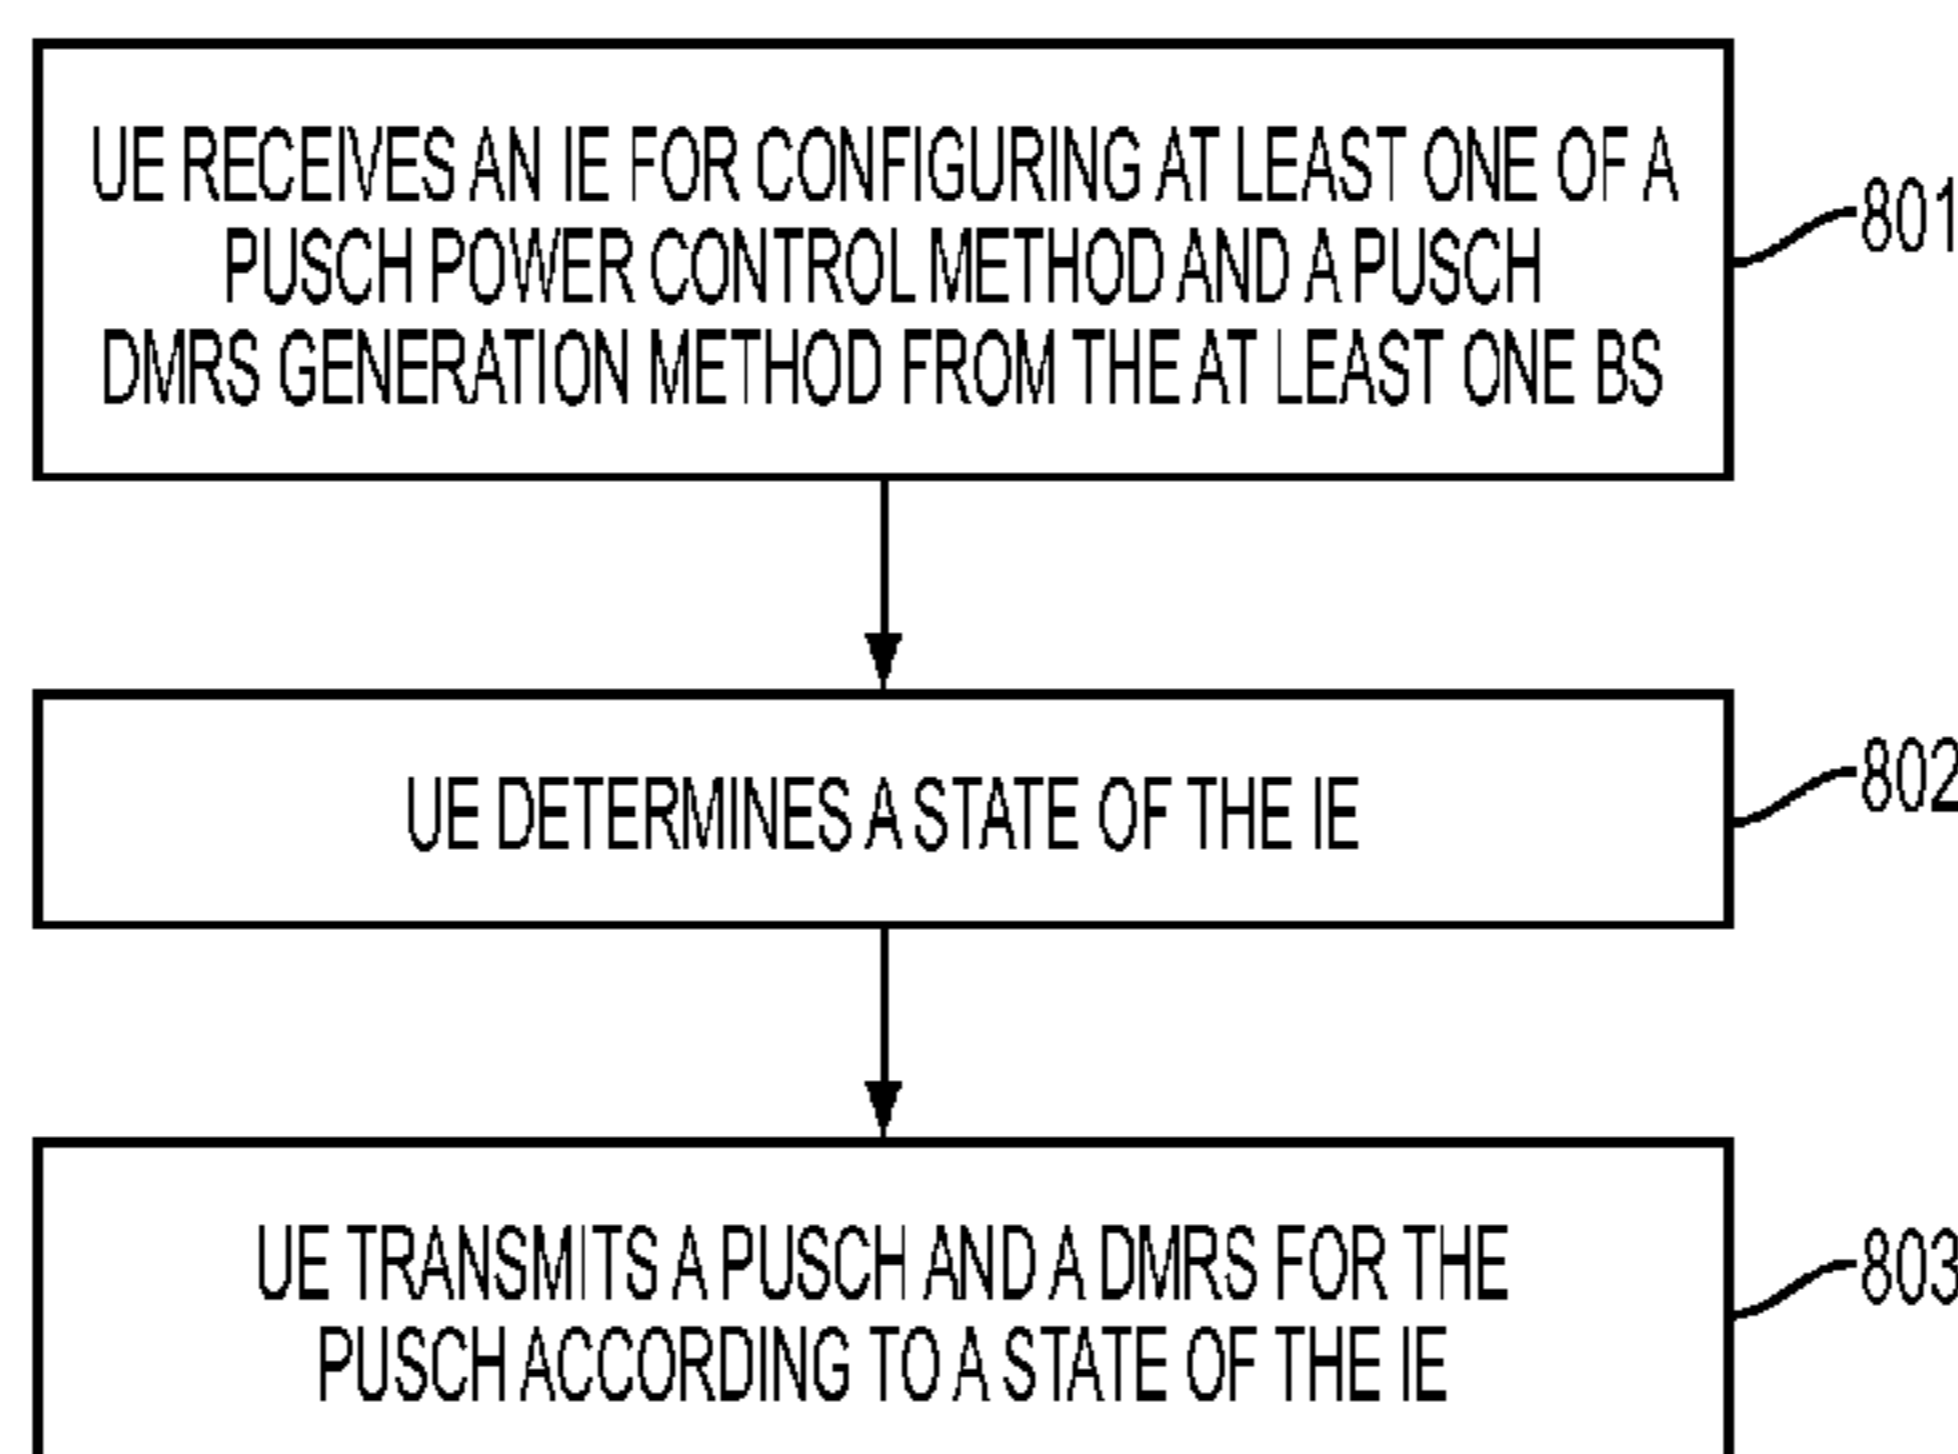 UE RECEIVES AN IE FOR CONFIGURING AT LEAST ONE OF A
PUSCH POWER CONTROL METHOD AND A PUSCH
DMRS GENERATION METHOD FROM THE AT LEAST ONE BS
801
UE DETERMINES A STATE OF THE IE
802
UE TRANSMITS A PUSCH AND A DMRS FOR THE
PUSCH ACCORDING TO A STATE OF THE IE
803